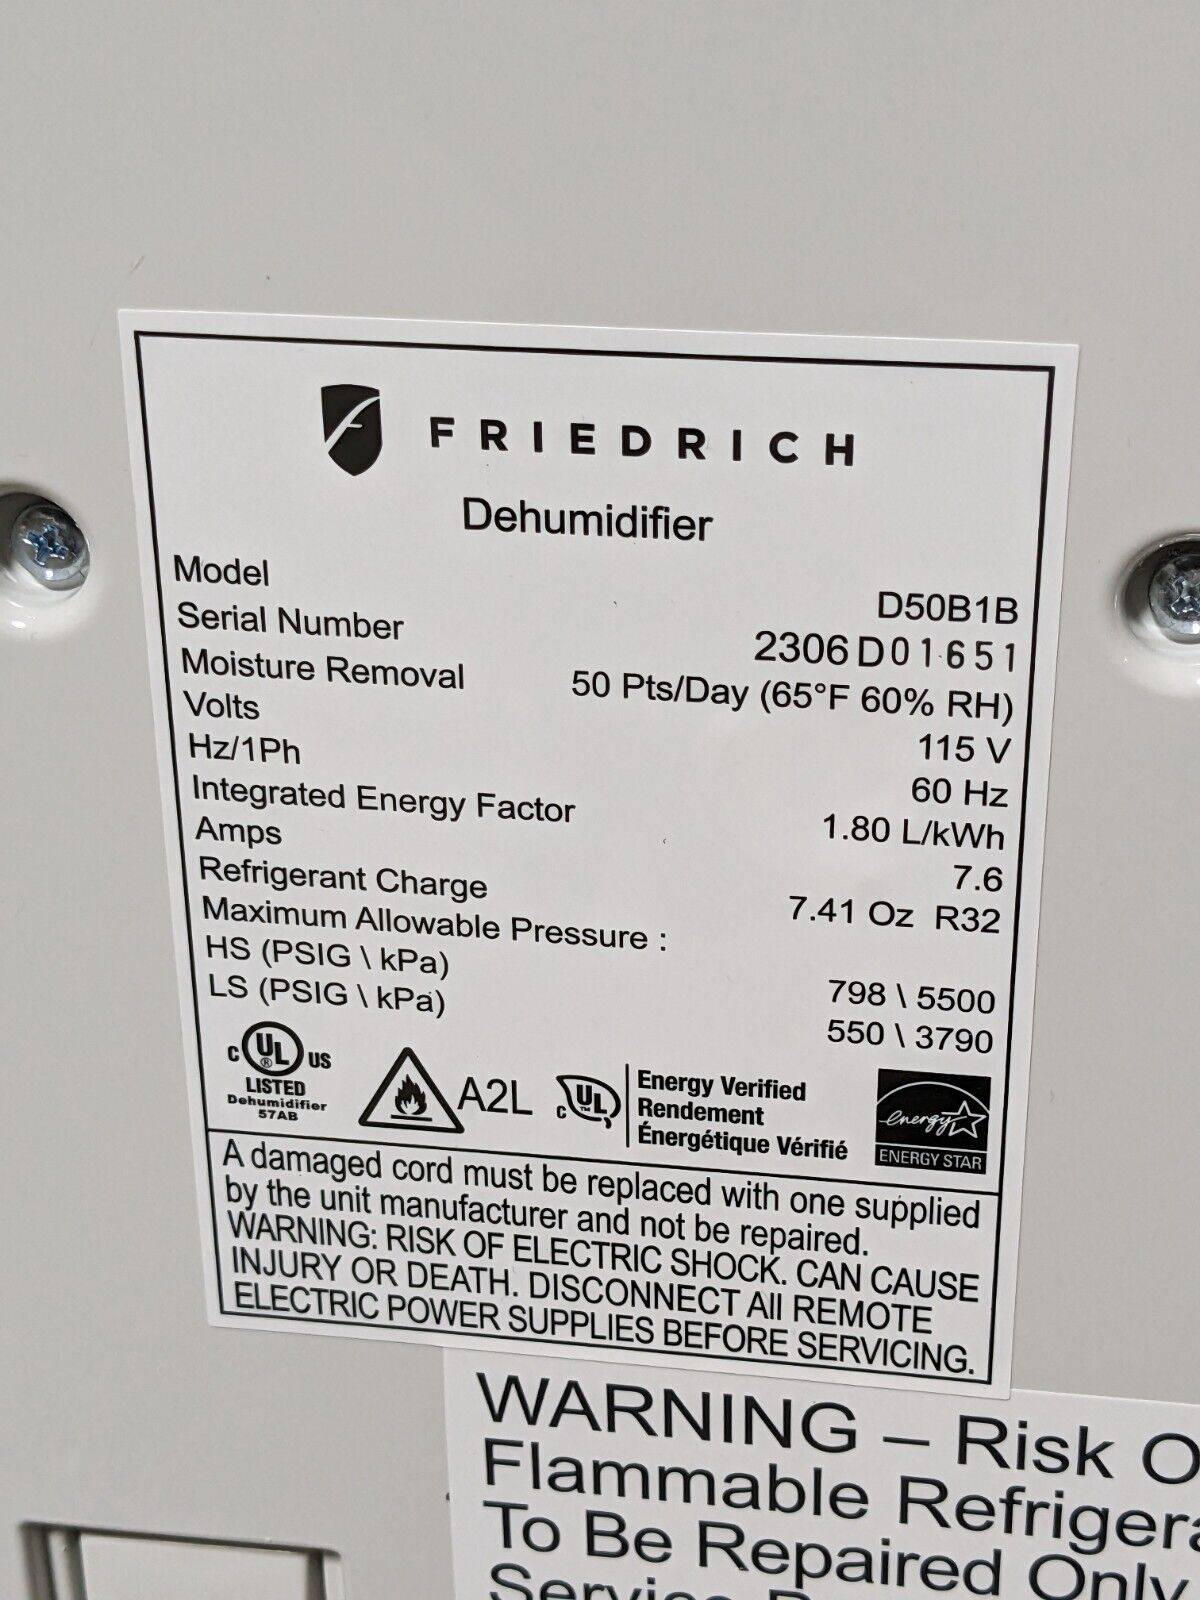 FRIEDRICH
Dehumidifier
Model D50B1B
Serial Number 2306D01651
Moisture Removal 50 Pts/Day (65°F 60% RH)
Volts 115 V
Hz/1Ph 60 Hz
Integrated Energy Factor 1.80 L/kWh
Amps 7.6
Refrigerant Charge 7.41 Oz R32
Maximum Allowable Pressure :
HS (PSIG \ kPa) 798 \ 5500
LS (PSIG \ kPa) 550 \ 3790
C UL ® US
LISTED
Dehumidifier
57AB
A2L
C UL ™
Energy Verified
Rendement
Énergétique Vérifié
energy
ENERGY STAR
A damaged cord must be replaced with one supplied
by the unit manufacturer and not be repaired.
WARNING: RISK OF ELECTRIC SHOCK. CAN CAUSE
INJURY OR DEATH. DISCONNECT All REMOTE
ELECTRIC POWER SUPPLIES BEFORE SERVICING.
WARNING – Risk O
Flammable Refrigera
To Be Repaired Only